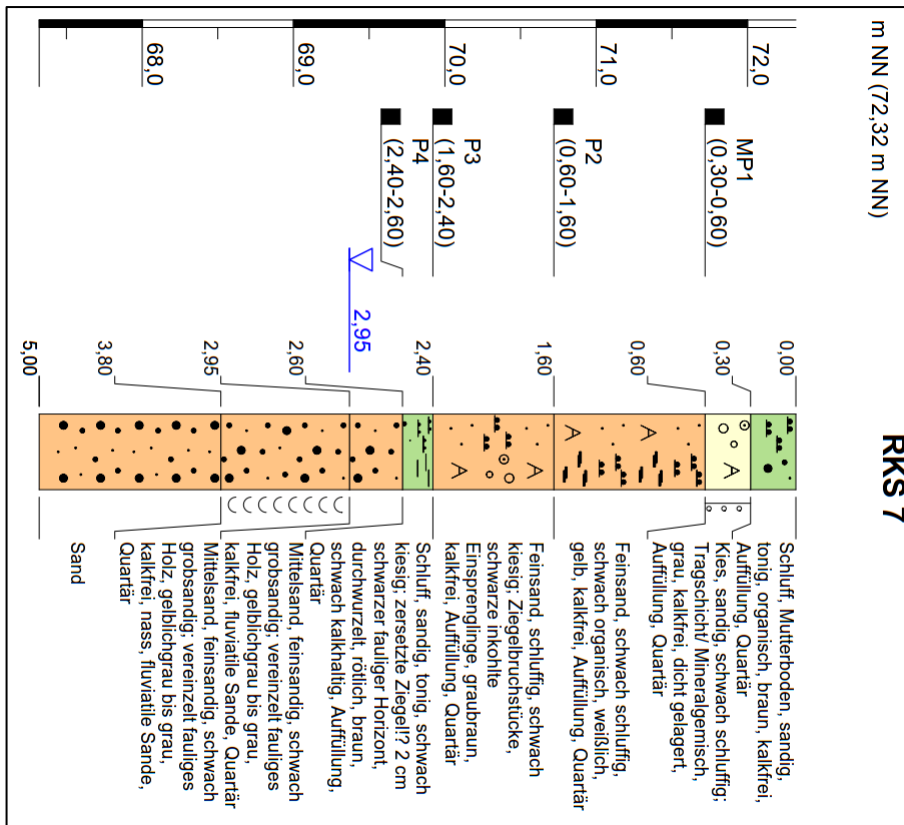 RKS 7
m NN (72,32 m NN)
72,0
71,0
70,0
69,0
68,0
MP1
(0,30-0,60)
P2
(0,60-1,60)
P3
(1,60-2,40)
P4
(2,40-2,60)
2,95
0,00
0,30
0,60
1,60
2,40
2,60
2,95
3,80
5,00
A
A
A
A
A
Schluff, Mutterboden, sandig,
tonig, organisch, braun, kalkfrei,
Auffüllung, Quartär
Kies, sandig, schwach schluffig;
Tragschicht/ Mineralgemisch,
grau, kalkfrei, dicht gelagert,
Auffüllung, Quartär
Feinsand, schwach schluffig,
schwach organisch, weißlich,
gelb, kalkfrei, Auffüllung, Quartär
Feinsand, schluffig, schwach
kiesig; Ziegelbruchstücke,
schwarze inkohlte
Einsprenglinge, graubraun,
kalkfrei, Auffüllung, Quartär
Schluff, sandig, tonig, schwach
kiesig; zersetzte Ziegel!? 2 cm
schwarzer fauliger Horizont,
durchwurzelt, rötlich, braun,
schwach kalkhaltig, Auffüllung,
Quartär
Mittelsand, feinsandig, schwach
grobsandig; vereinzelt fauliges
Holz, gelblichgrau bis grau,
kalkfrei, fluviatile Sande, Quartär
Mittelsand, feinsandig, schwach
grobsandig; vereinzelt fauliges
Holz, gelblichgrau bis grau,
kalkfrei, nass, fluviatile Sande,
Quartär
Sand